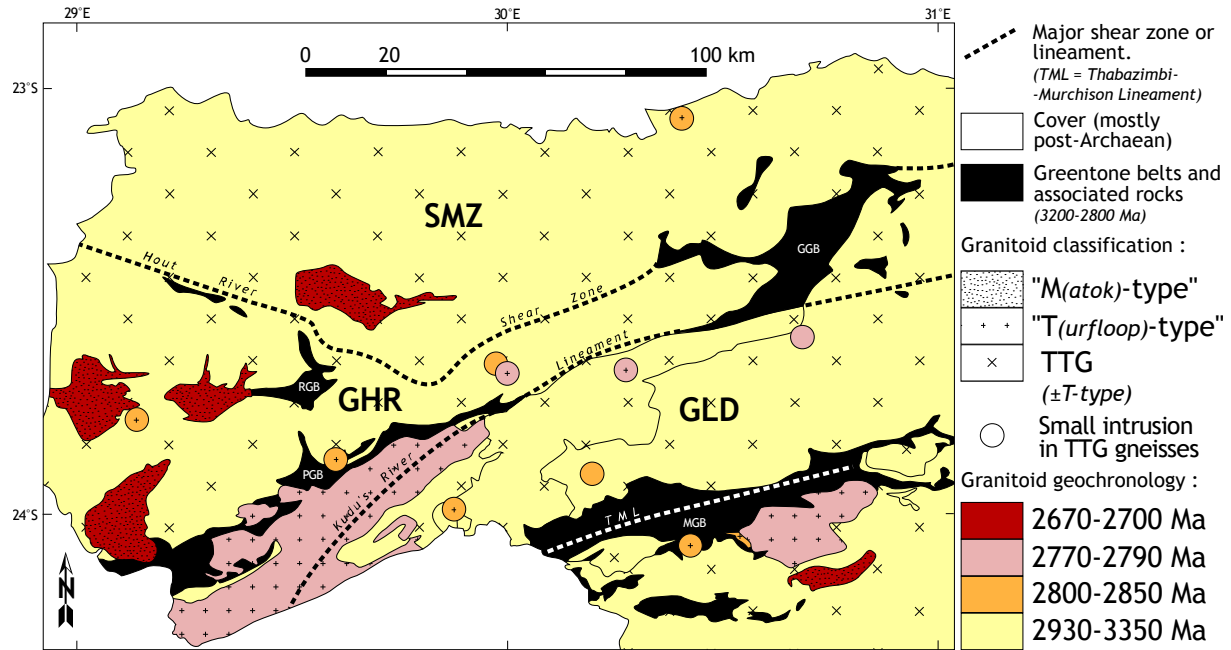 29°E
30°E
31°E
0
20
100 km
23°S
24°S
SMZ
GGB
Hout River Shear Zone
RGB
GHR
Kudu's River Lineament
GLD
PGB
TML
MGB
N
Major shear zone or
lineament.
(TML = Thabazimbi-
-Murchison Lineament)
Cover (mostly
post-Archaean)
Greentone belts and
associated rocks
(3200-2800 Ma)
Granitoid classification :
"M(atok)-type"
"T(urfloop)-type"
TTG
(±T-type)
Small intrusion
in TTG gneisses
Granitoid geochronology :
2670-2700 Ma
2770-2790 Ma
2800-2850 Ma
2930-3350 Ma